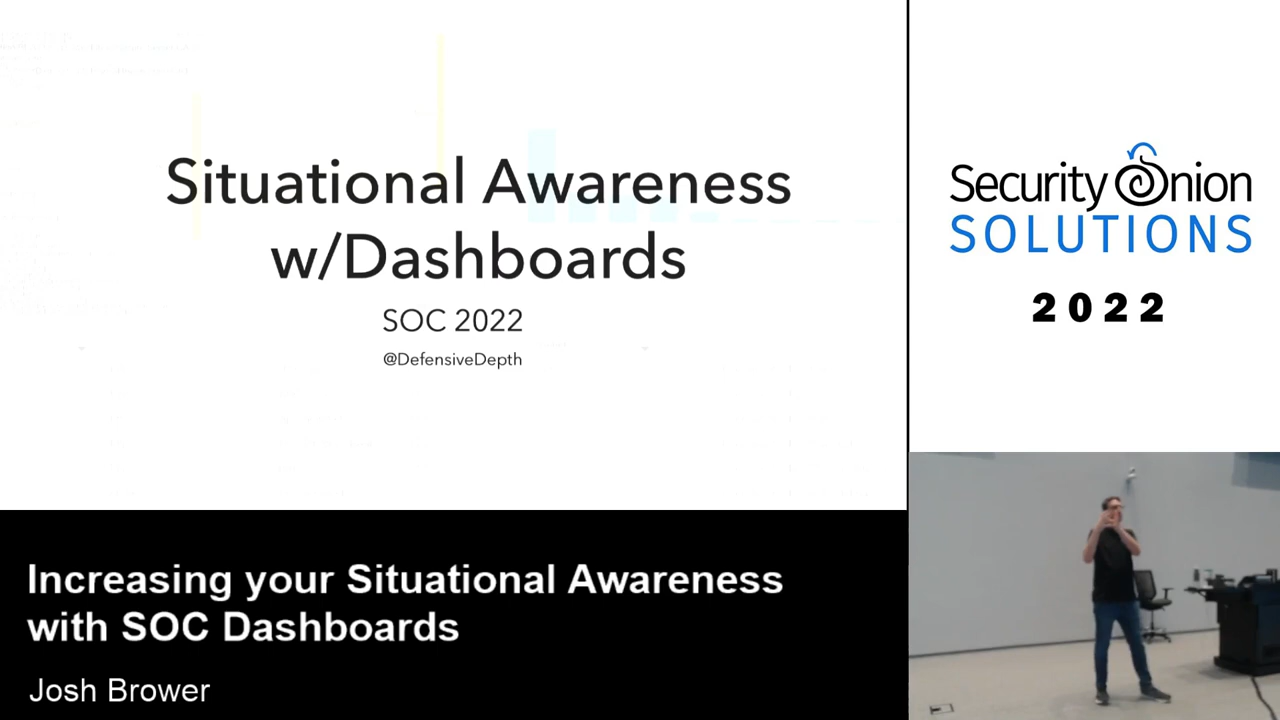 Situational Awareness
w/Dashboards
SOC 2022
@DefensiveDepth
Security Onion
SOLUTIONS
2022
Increasing your Situational Awareness
with SOC Dashboards
Josh Brower